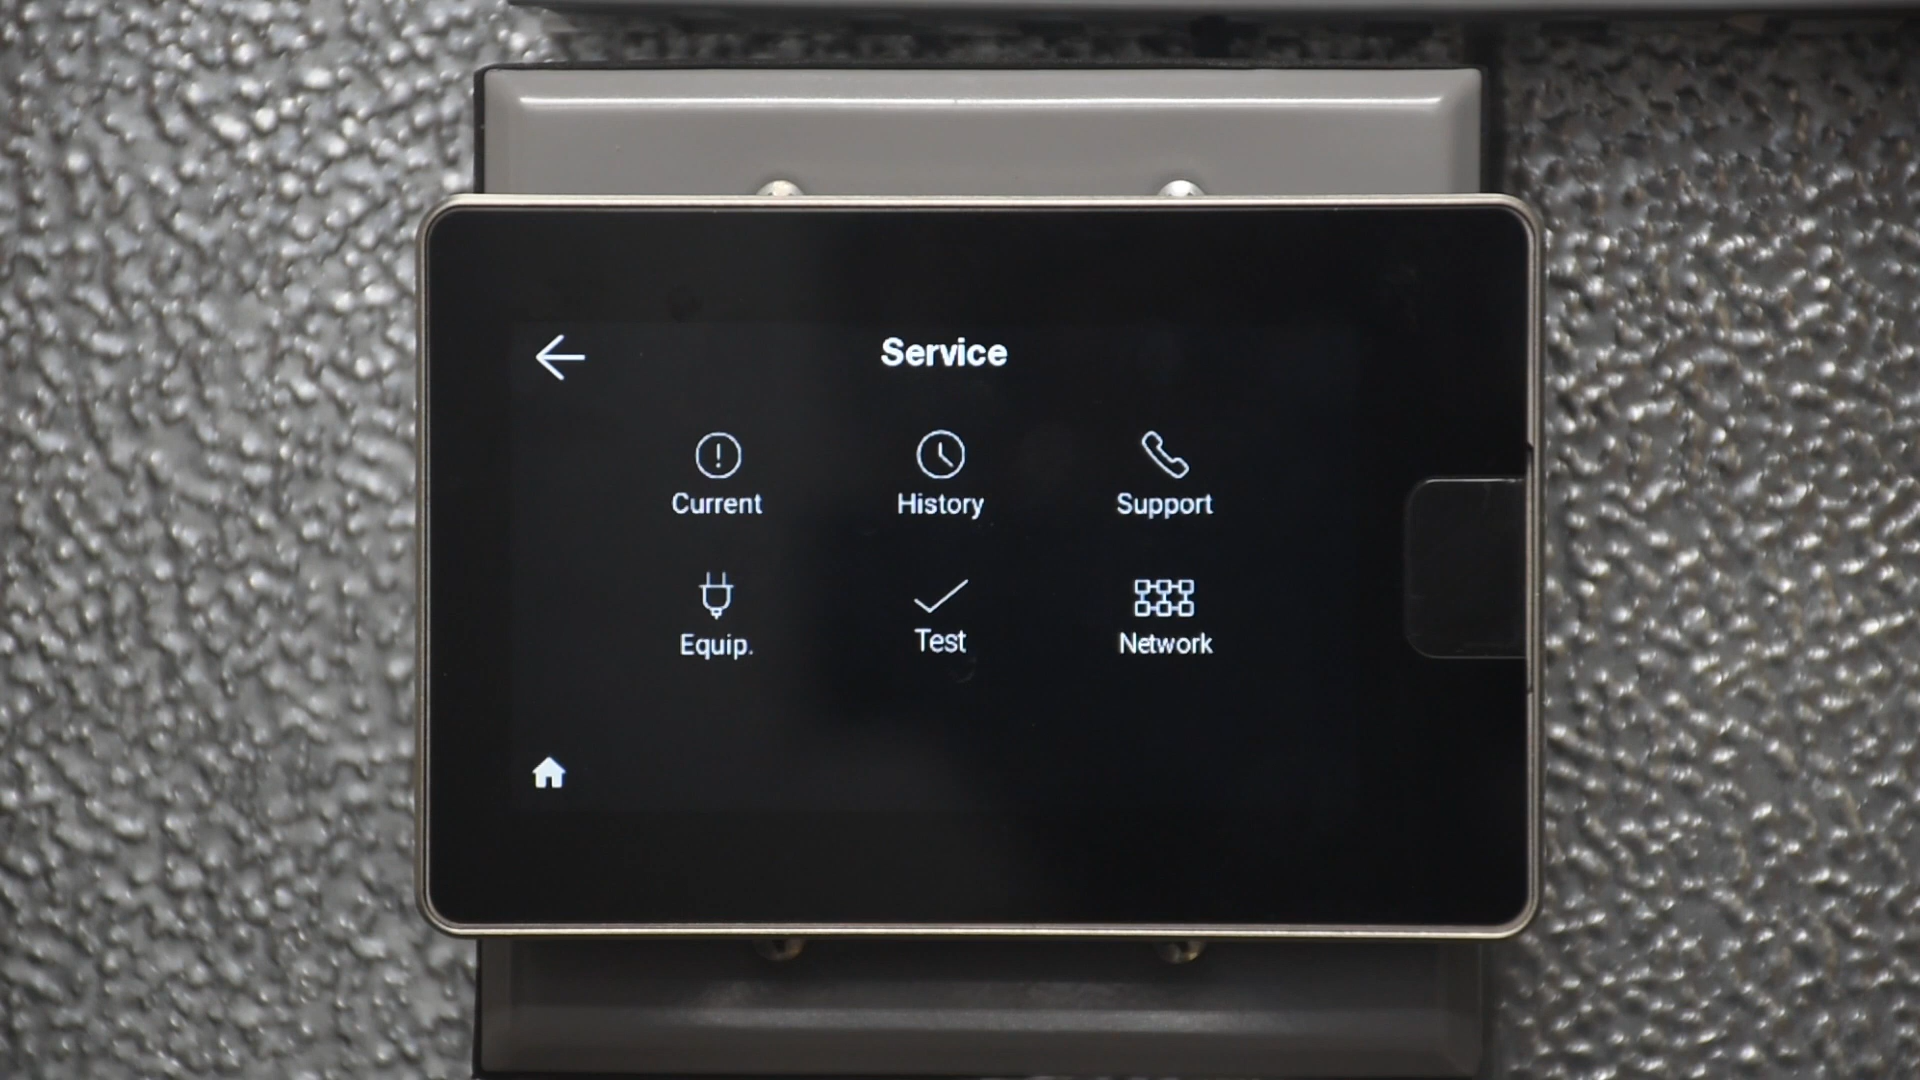 Service
Current
History
Support
Equip.
Test
Network